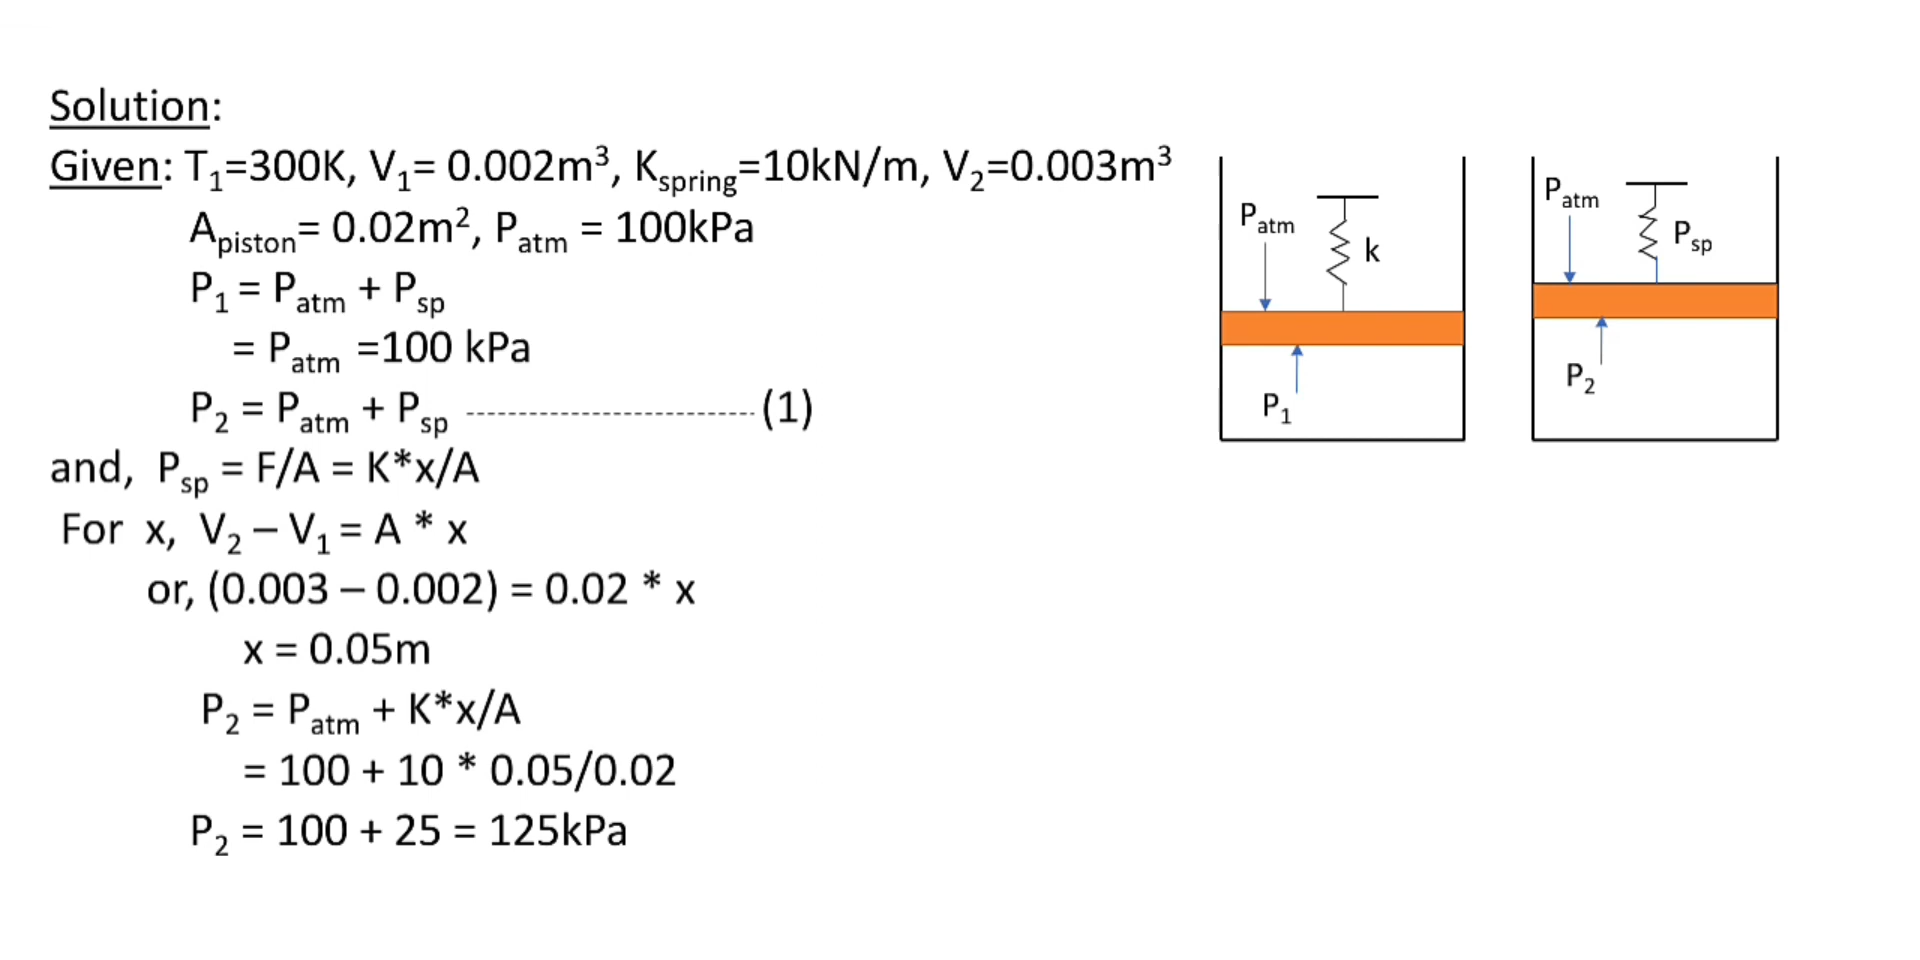 Solution:
Given: T₁=300K, V₁= 0.002m³, Kspring=10kN/m, V₂=0.003m³
Apiston= 0.02m², Patm = 100kPa
P₁ = Patm + Psp
= Patm =100 kPa
P₂ = Patm + Psp ---------------------------(1)
and, Psp = F/A = K*x/A
For x, V₂ – V₁ = A * x
or, (0.003 – 0.002) = 0.02 * x
x = 0.05m
P₂ = Patm + K*x/A
= 100 + 10 * 0.05/0.02
P₂ = 100 + 25 = 125kPa
Patm
k
P₁
Patm
Psp
P₂